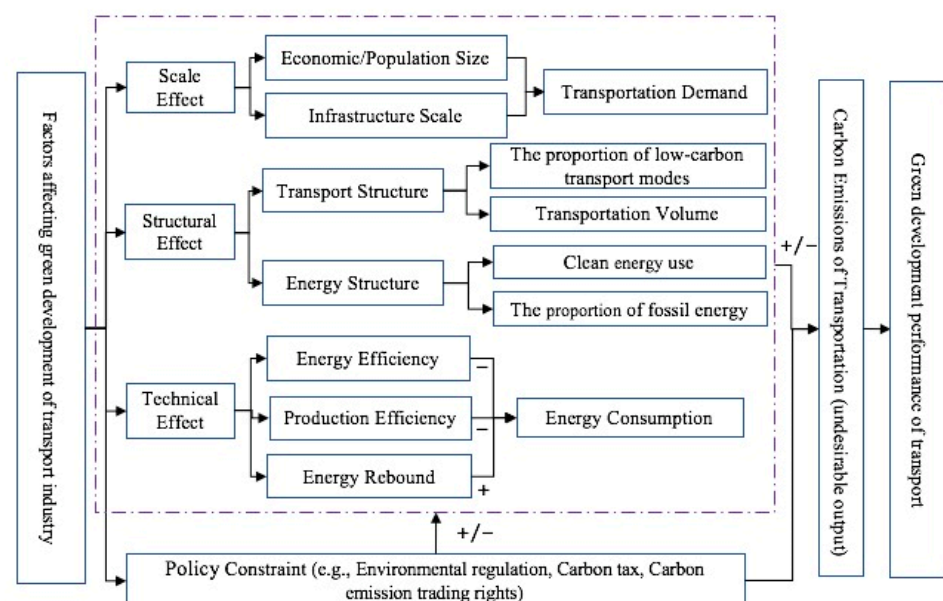 Factors affecting green development of transport industry
Scale
Effect
Economic/Population Size
Infrastructure Scale
Transportation Demand
Structural
Effect
Transport Structure
The proportion of low-carbon
transport modes
Transportation Volume
Energy Structure
Clean energy use
The proportion of fossil energy
Technical
Effect
Energy Efficiency
−
Production Efficiency
−
Energy Rebound
+
Energy Consumption
+/−
Policy Constraint (e.g., Environmental regulation, Carbon tax, Carbon
emission trading rights)
+/−
Carbon Emissions of Transportation (undesirable output)
Green development performance of transport